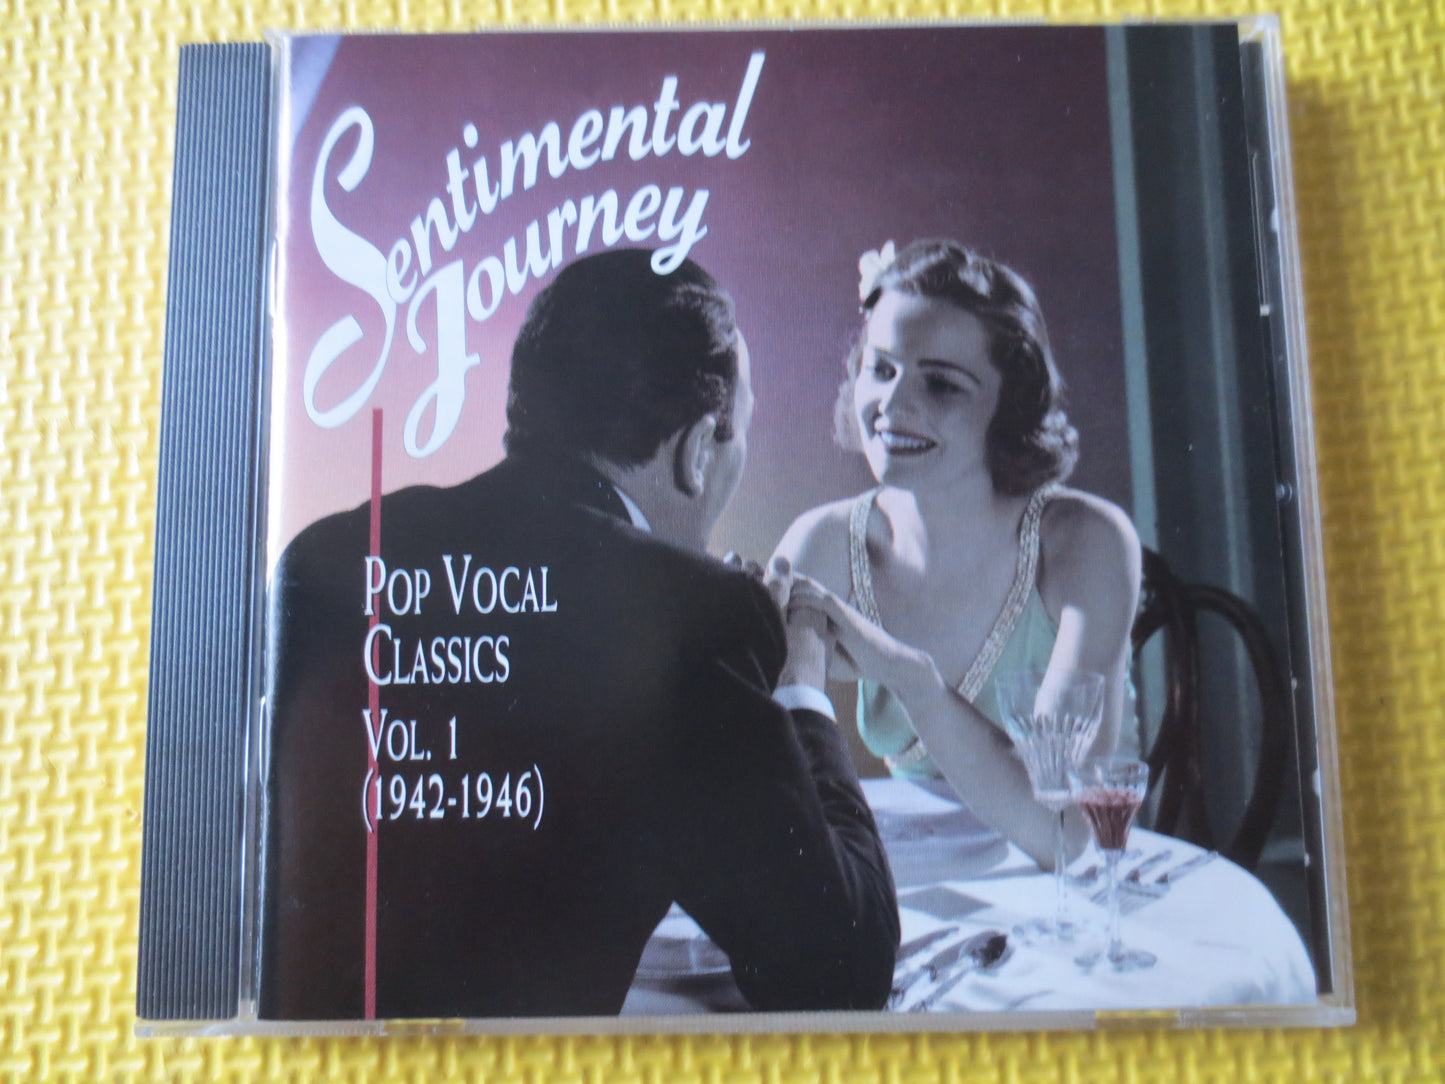 Sentimental
Journey
POP VOCAL
CLASSICS
VOL. 1
(1942-1946)